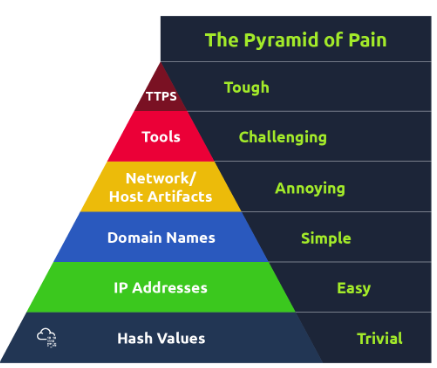 The Pyramid of Pain
TTPS
Tough
Tools
Challenging
Network/
Host Artifacts
Annoying
Domain Names
Simple
IP Addresses
Easy
Hash Values
Trivial